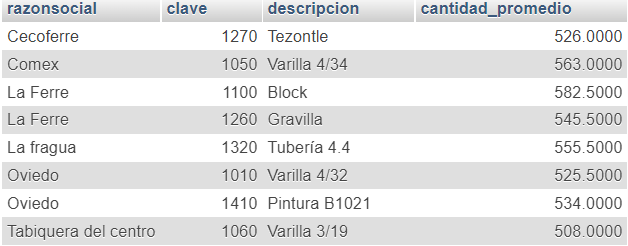 razonsocial clave descripcion cantidad_promedio
Cecoferre 1270 Tezontle 526.0000
Comex 1050 Varilla 4/34 563.0000
La Ferre 1100 Block 582.5000
La Ferre 1260 Gravilla 545.5000
La fragua 1320 Tubería 4.4 555.5000
Oviedo 1010 Varilla 4/32 525.5000
Oviedo 1410 Pintura B1021 534.0000
Tabiquera del centro 1060 Varilla 3/19 508.0000